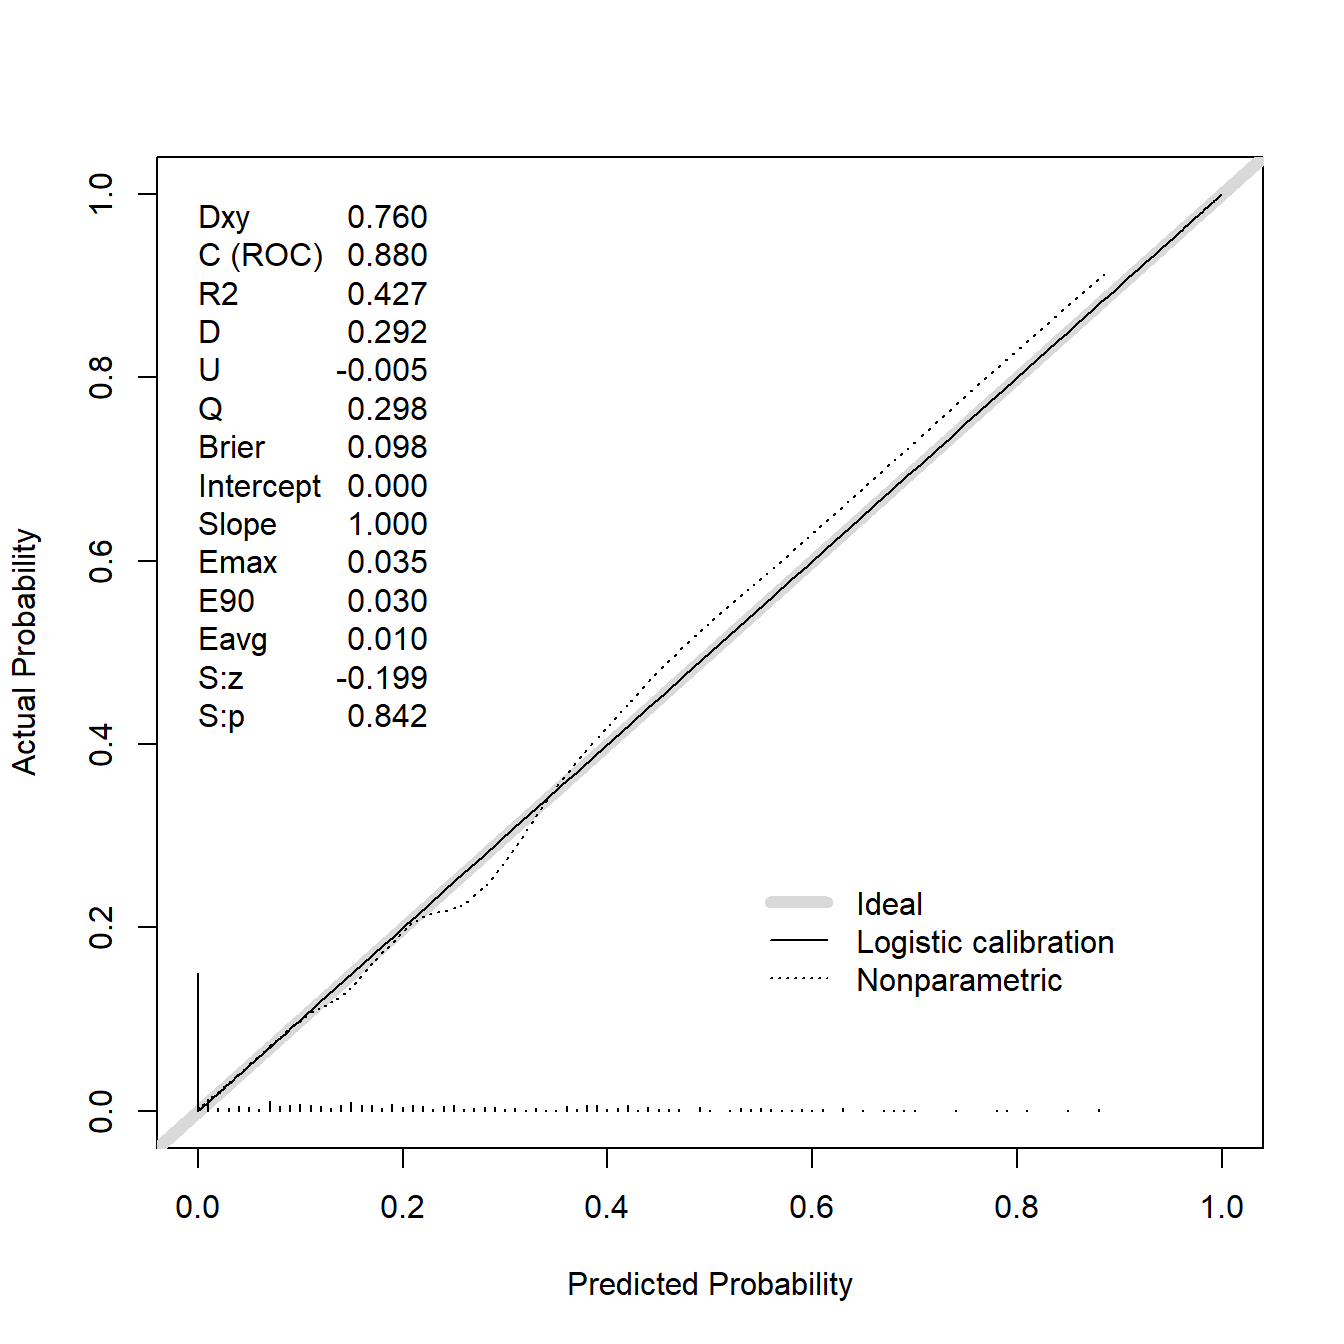 Dxy 0.760
C (ROC) 0.880
R2 0.427
D 0.292
U -0.005
Q 0.298
Brier 0.098
Intercept 0.000
Slope 1.000
Emax 0.035
E90 0.030
Eavg 0.010
S:z -0.199
S:p 0.842
Actual Probability
1.0
0.8
0.6
0.4
0.2
0.0
Ideal
Logistic calibration
Nonparametric
0.0 0.2 0.4 0.6 0.8 1.0
Predicted Probability